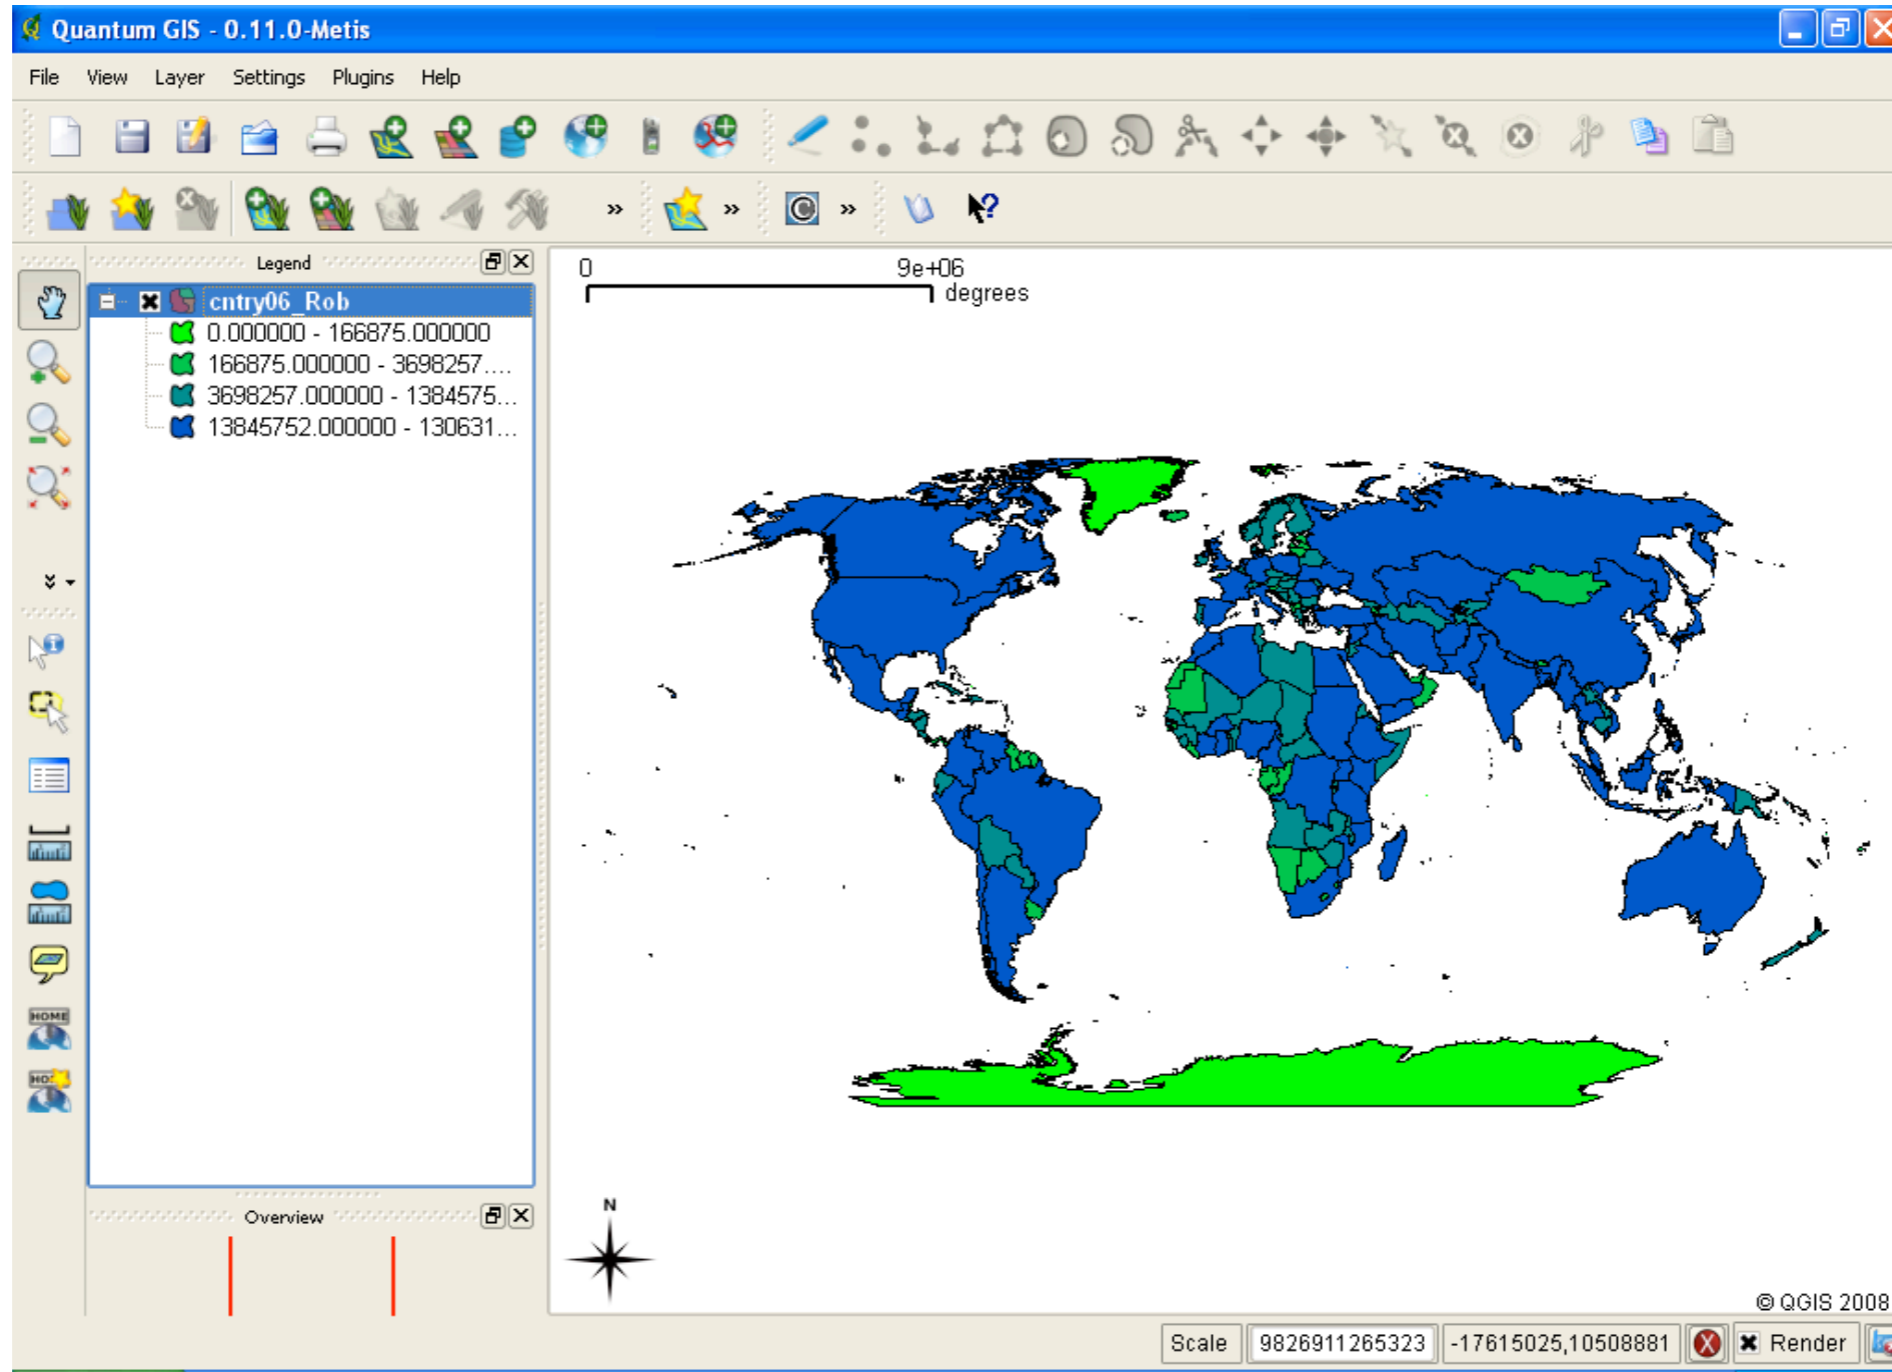 Quantum GIS - 0.11.0-Metis
File View Layer Settings Plugins Help
» » » ?
Legend
cntry06_Rob
0.000000 - 166875.000000
166875.000000 - 3698257....
3698257.000000 - 1384575...
13845752.000000 - 130631...
0 9e+06
degrees
HOME
Overview
N
© QGIS 2008
Scale 9826911265323 -17615025,10508881 Render